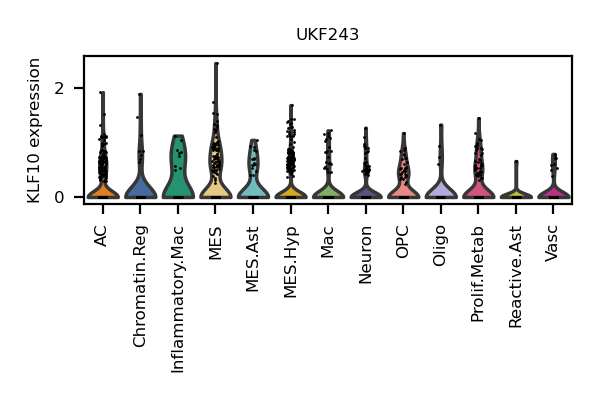 UKF243
KLF10 expression
2
0
AC
Chromatin.Reg
Inflammatory.Mac
MES
MES.Ast
MES.Hyp
Mac
Neuron
OPC
Oligo
Prolif.Metab
Reactive.Ast
Vasc